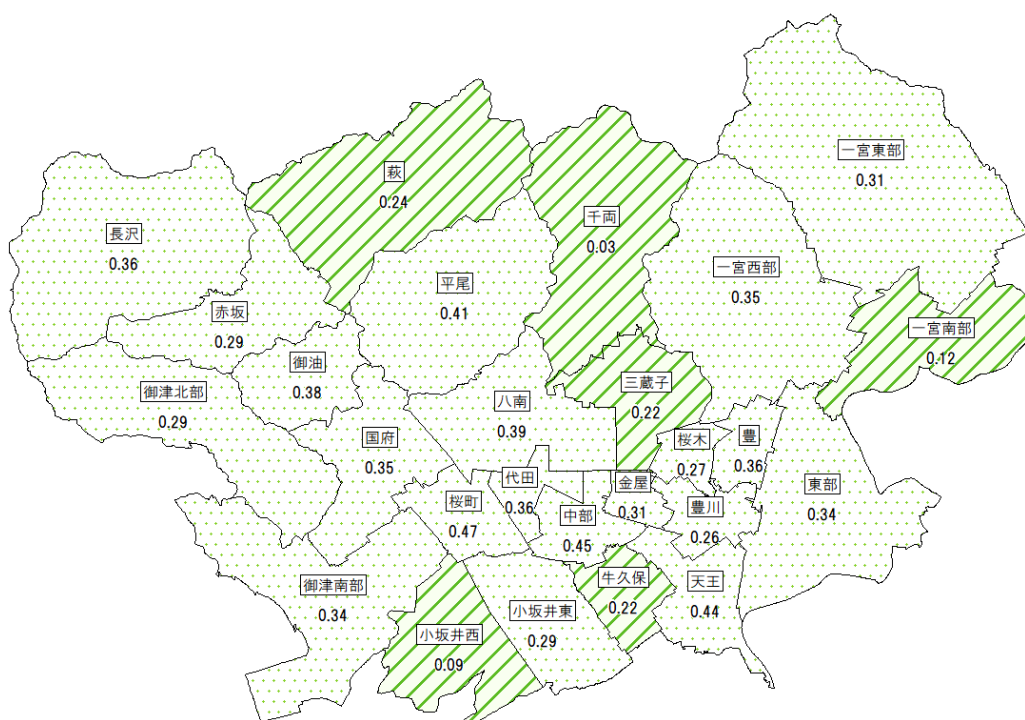 一宮東部
0.31
萩
0.24
千両
0.03
長沢
0.36
一宮西部
0.35
平尾
0.41
赤坂
0.29
一宮南部
0.12
御油
0.38
三蔵子
0.22
御津北部
0.29
八南
0.39
国府
0.35
桜木
0.27
豊
0.36
代田
0.36
金屋
0.31
東部
0.34
桜町
0.47
中部
0.45
豊川
0.26
御津南部
0.34
牛久保
0.22
天王
0.44
小坂井東
0.29
小坂井西
0.09